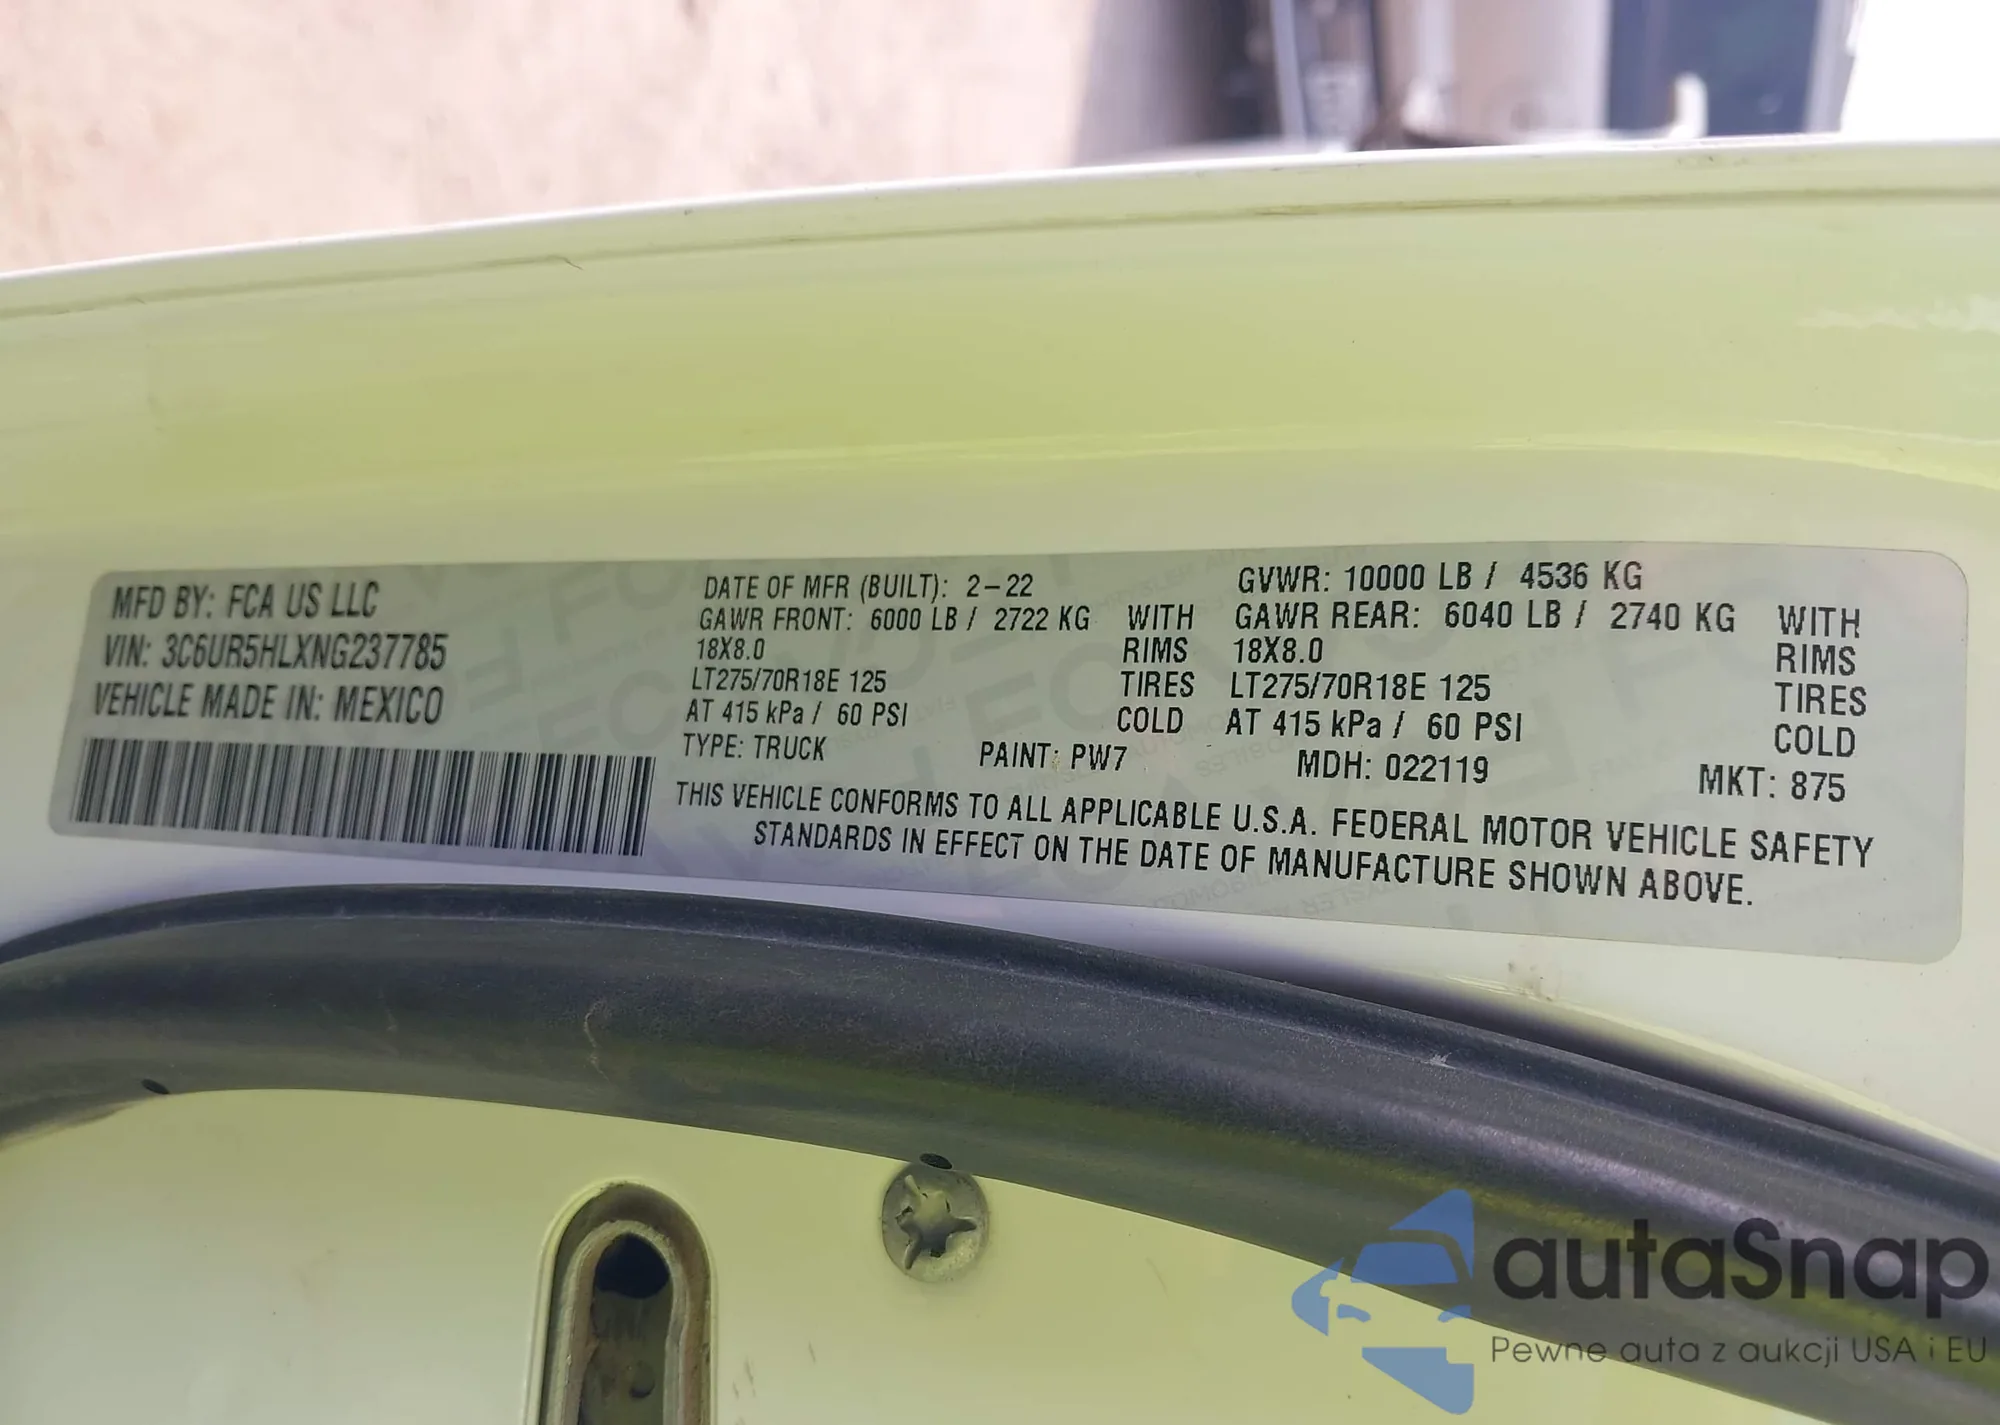 MFD BY: FCA US LLC
VIN: 3C6UR5HLXNG237785
VEHICLE MADE IN: MEXICO
DATE OF MFR (BUILT): 2-22 GVWR: 10000 LB / 4536 KG
GAWR FRONT: 6000 LB / 2722 KG WITH GAWR REAR: 6040 LB / 2740 KG WITH
18X8.0 RIMS 18X8.0 RIMS
LT275/70R18E 125 TIRES LT275/70R18E 125 TIRES
AT 415 kPa / 60 PSI COLD AT 415 kPa / 60 PSI COLD
TYPE: TRUCK PAINT: PW7 MDH: 022119 MKT: 875
THIS VEHICLE CONFORMS TO ALL APPLICABLE U.S.A. FEDERAL MOTOR VEHICLE SAFETY
STANDARDS IN EFFECT ON THE DATE OF MANUFACTURE SHOWN ABOVE.
autaSnap
Pewne auta z aukcji USA i EU